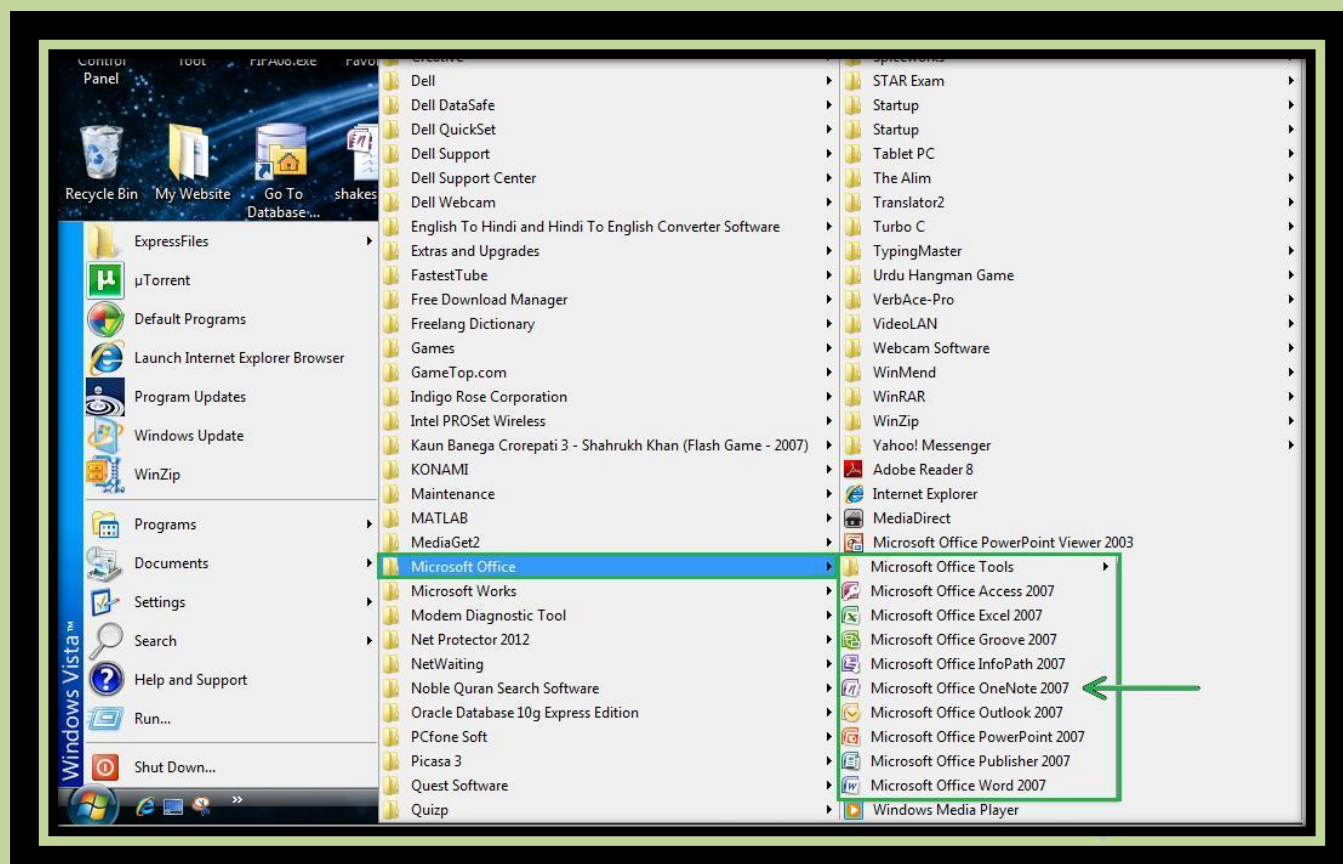 Control
Panel
root
FIFA08.exe
Recycle Bin
My Website
Go To
Database ...
shakes
ExpressFiles
µTorrent
Default Programs
Launch Internet Explorer Browser
Program Updates
Windows Update
WinZip
Programs
Documents
Settings
Search
Help and Support
Run...
Shut Down...
Windows Vista™
»
Creative
Dell
Dell DataSafe
Dell QuickSet
Dell Support
Dell Support Center
Dell Webcam
English To Hindi and Hindi To English Converter Software
Extras and Upgrades
FastestTube
Free Download Manager
Freelang Dictionary
Games
GameTop.com
Indigo Rose Corporation
Intel PROSet Wireless
Kaun Banega Crorepati 3 - Shahrukh Khan (Flash Game - 2007)
KONAMI
Maintenance
MATLAB
MediaGet2
Microsoft Office
Microsoft Works
Modem Diagnostic Tool
Net Protector 2012
NetWaiting
Noble Quran Search Software
Oracle Database 10g Express Edition
PCfone Soft
Picasa 3
Quest Software
Quizp
Spiceworks
STAR Exam
Startup
Startup
Tablet PC
The Alim
Translator2
Turbo C
TypingMaster
Urdu Hangman Game
VerbAce-Pro
VideoLAN
Webcam Software
WinMend
WinRAR
WinZip
Yahoo! Messenger
Adobe Reader 8
Internet Explorer
MediaDirect
Microsoft Office PowerPoint Viewer 2003
Microsoft Office Tools
Microsoft Office Access 2007
Microsoft Office Excel 2007
Microsoft Office Groove 2007
Microsoft Office InfoPath 2007
Microsoft Office OneNote 2007
Microsoft Office Outlook 2007
Microsoft Office PowerPoint 2007
Microsoft Office Publisher 2007
Microsoft Office Word 2007
Windows Media Player